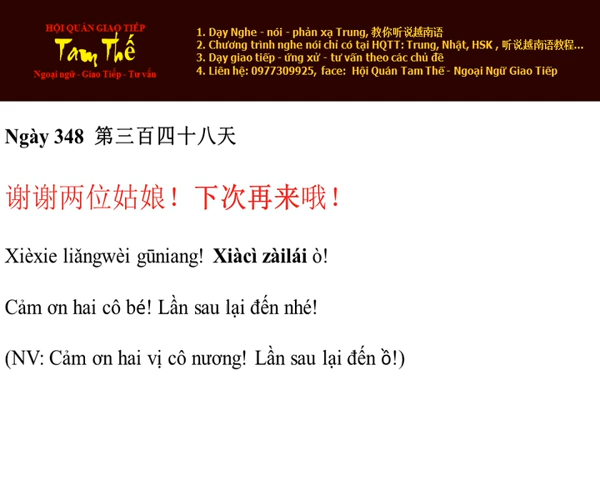 HỘI QUÁN GIAO TIẾP
Tam Thế
Ngoại ngữ - Giao Tiếp - Tư vấn
1. Dạy Nghe - nói - phản xạ Trung, 教你听说越南语
2. Chương trình nghe nói chỉ có tại HQTT: Trung, Nhật, HSK , 听说越南语教程...
3. Dạy giao tiếp - ứng xử - tư vấn theo các chủ đề
4. Liên hệ: 0977309925, face: Hội Quán Tam Thế - Ngoại Ngữ Giao Tiếp
Ngày 348 第三百四十八天
谢谢两位姑娘！下次再来哦！
Xièxie liǎngwèi gūniang! Xiàcì zàilái ò!
Cảm ơn hai cô bé! Lần sau lại đến nhé!
(NV: Cảm ơn hai vị cô nương! Lần sau lại đến ồ!)